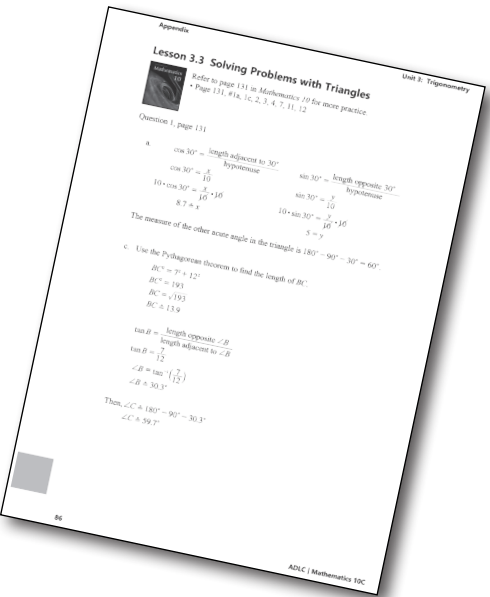 Appendix
Unit 3: Trigonometry
Lesson 3.3 Solving Problems with Triangles
Mathematics 10
Refer to page 131 in Mathematics 10 for more practice.
• Page 131, #1a, 1c, 2, 3, 4, 7, 11, 12
Question 1, page 131
a.
cos 30° = length adjacent to 30° / hypotenuse
cos 30° = x / 10
10 • cos 30° = x / 10 • 10
8.7 ≐ x
sin 30° = length opposite 30° / hypotenuse
sin 30° = y / 10
10 • sin 30° = y / 10 • 10
5 = y
The measure of the other acute angle in the triangle is 180° − 90° − 30° = 60°.
c. Use the Pythagorean theorem to find the length of BC.
BC² = 7² + 12²
BC² = 193
BC = √193
BC ≐ 13.9
tan B = length opposite ∠B / length adjacent to ∠B
tan B = 7 / 12
∠B = tan⁻¹(7 / 12)
∠B ≐ 30.3°
Then, ∠C ≐ 180° − 90° − 30.3°
∠C ≐ 59.7°
86
ADLC | Mathematics 10C